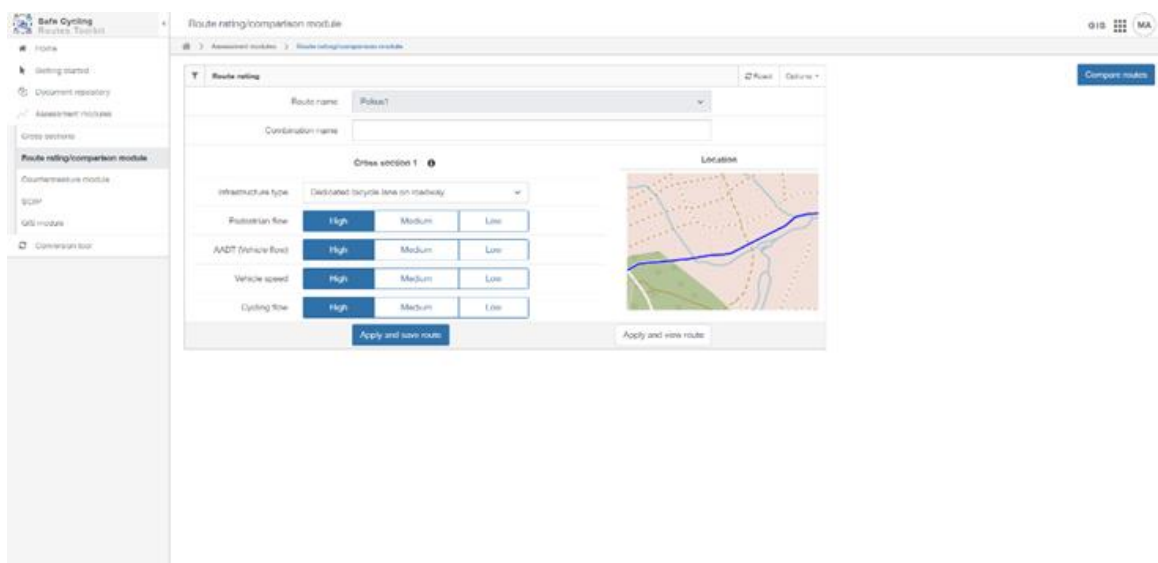 Safe Cycling
Routes Toolkit
Route rating/comparison module
GIS
MA
Home
Assessment modules
Route rating/comparison module
Getting started
Route rating
Reset
Options
Compare routes
Document repository
Route name
Pokus1
Assessment modules
Combination name
Cross sections
Route rating/comparison module
Cross section 1
Location
Countermeasure module
Infrastructure type
Dedicated bicycle lane on roadway
GIS module
Pedestrian flow
High
Medium
Low
Conversion tool
AADT (Vehicle flow)
High
Medium
Low
Vehicle speed
High
Medium
Low
Cycling flow
High
Medium
Low
Apply and save route
Apply and view route